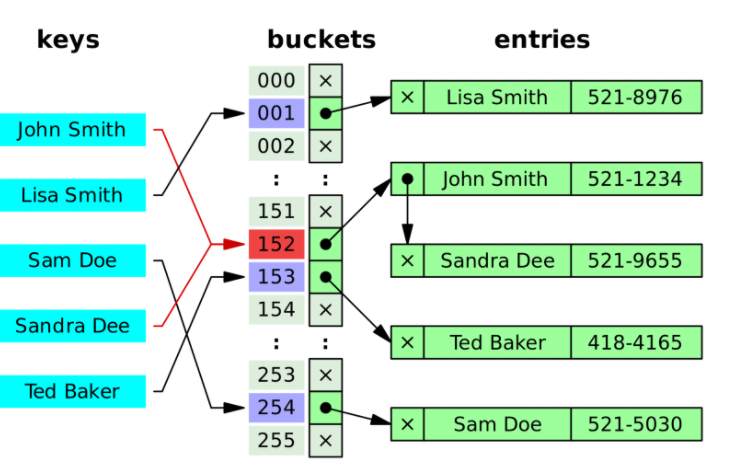 keys
buckets
entries
John Smith
Lisa Smith
Sam Doe
Sandra Dee
Ted Baker
000 ×
001
002 ×
: :
151 ×
152
153
154 ×
: :
253 ×
254
255 ×
× Lisa Smith 521-8976
John Smith 521-1234
× Sandra Dee 521-9655
× Ted Baker 418-4165
× Sam Doe 521-5030